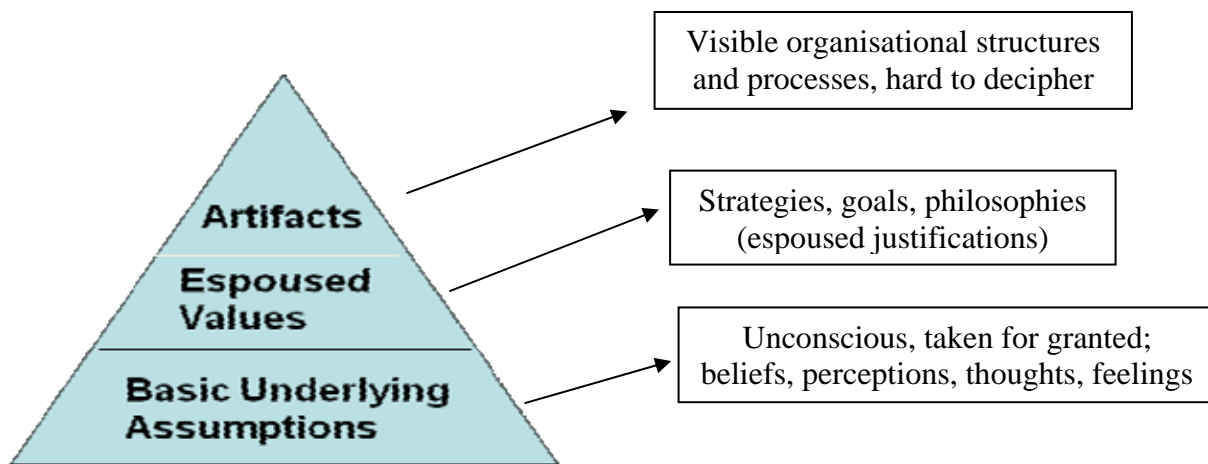 Visible organisational structures
and processes, hard to decipher
Artifacts
Strategies, goals, philosophies
(espoused justifications)
Espoused
Values
Unconscious, taken for granted;
beliefs, perceptions, thoughts, feelings
Basic Underlying
Assumptions